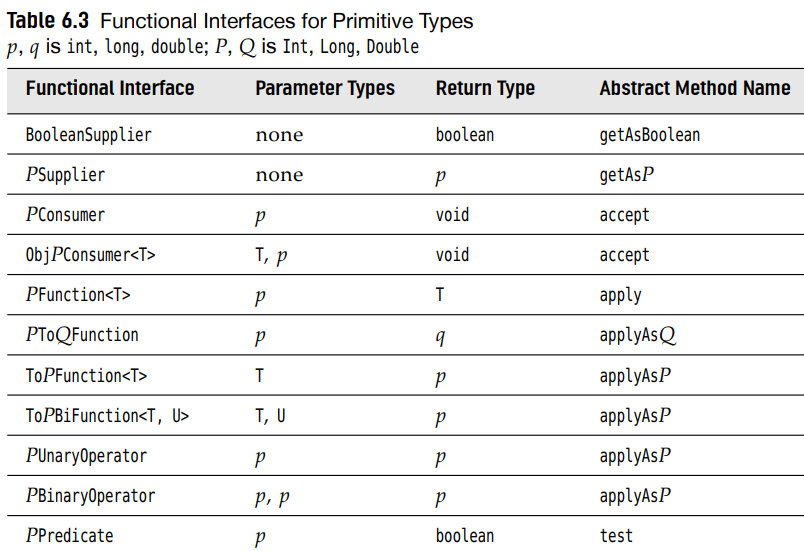 Table 6.3 Functional Interfaces for Primitive Types
p, q is int, long, double; P, Q is Int, Long, Double
Functional Interface Parameter Types Return Type Abstract Method Name
BooleanSupplier none boolean getAsBoolean
PSupplier none p getAsP
PConsumer p void accept
ObjPConsumer<T> T, p void accept
PFunction<T> p T apply
PToQFunction p q applyAsQ
ToPFunction<T> T p applyAsP
ToPBiFunction<T, U> T, U p applyAsP
PUnaryOperator p p applyAsP
PBinaryOperator p, p p applyAsP
PPredicate p boolean test